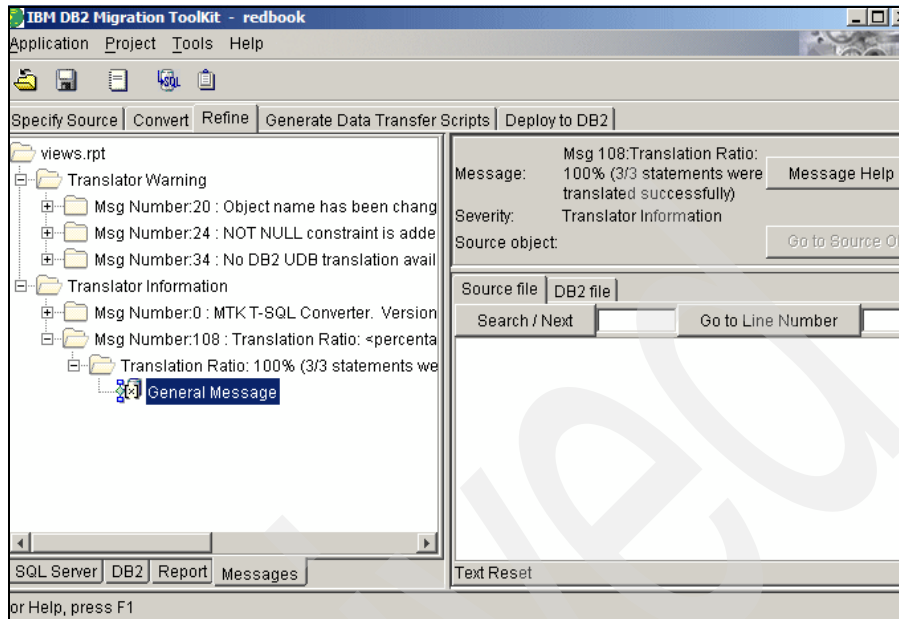 IBM DB2 Migration ToolKit - redbook
Application Project Tools Help
SQL
Specify Source Convert Refine Generate Data Transfer Scripts Deploy to DB2
views.rpt
Translator Warning
Msg Number:20 : Object name has been chang
Msg Number:24 : NOT NULL constraint is adde
Msg Number:34 : No DB2 UDB translation avail
Translator Information
Msg Number:0 : MTK T-SQL Converter. Version
Msg Number:108 : Translation Ratio: <percenta
Translation Ratio: 100% (3/3 statements we
General Message
SQL Server DB2 Report Messages
Message: Msg 108:Translation Ratio:
100% (3/3 statements were
translated successfully)
Message Help
Severity: Translator Information
Source object: Go to Source O
Source file DB2 file
Search / Next Go to Line Number
Text Reset
or Help, press F1